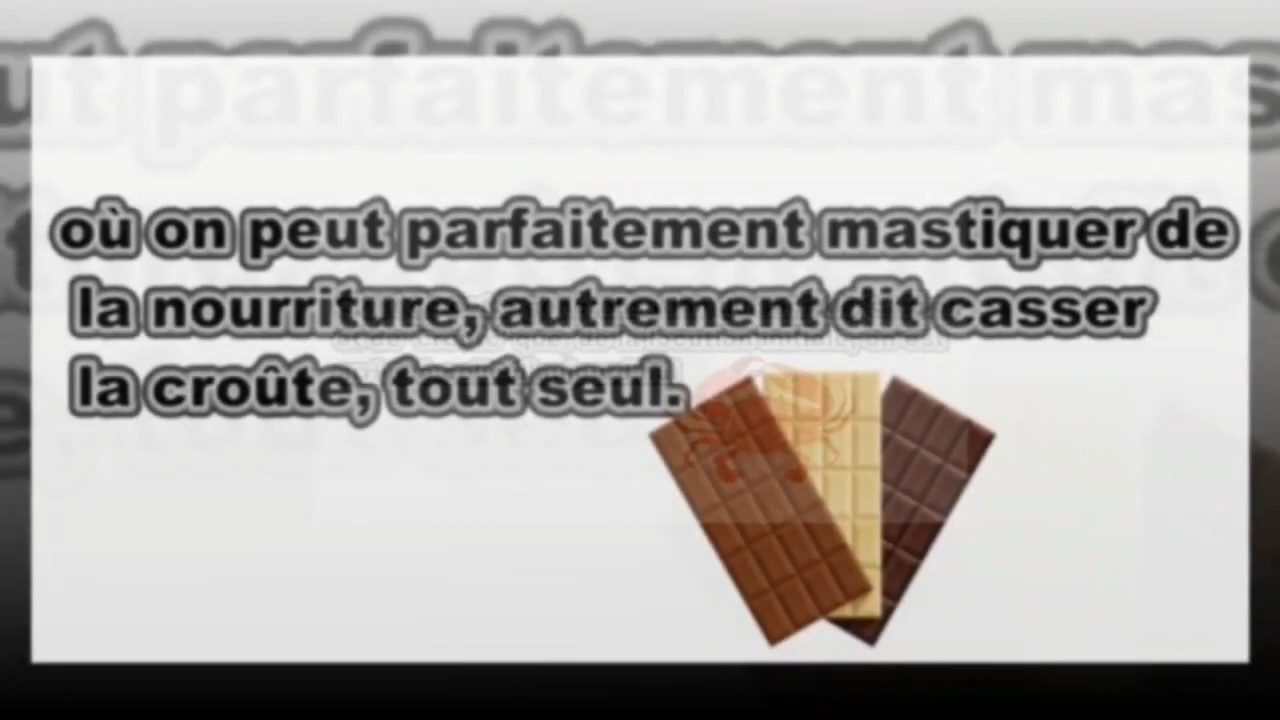 où on peut parfaitement mastiquer de
la nourriture, autrement dit casser
la croûte, tout seul.